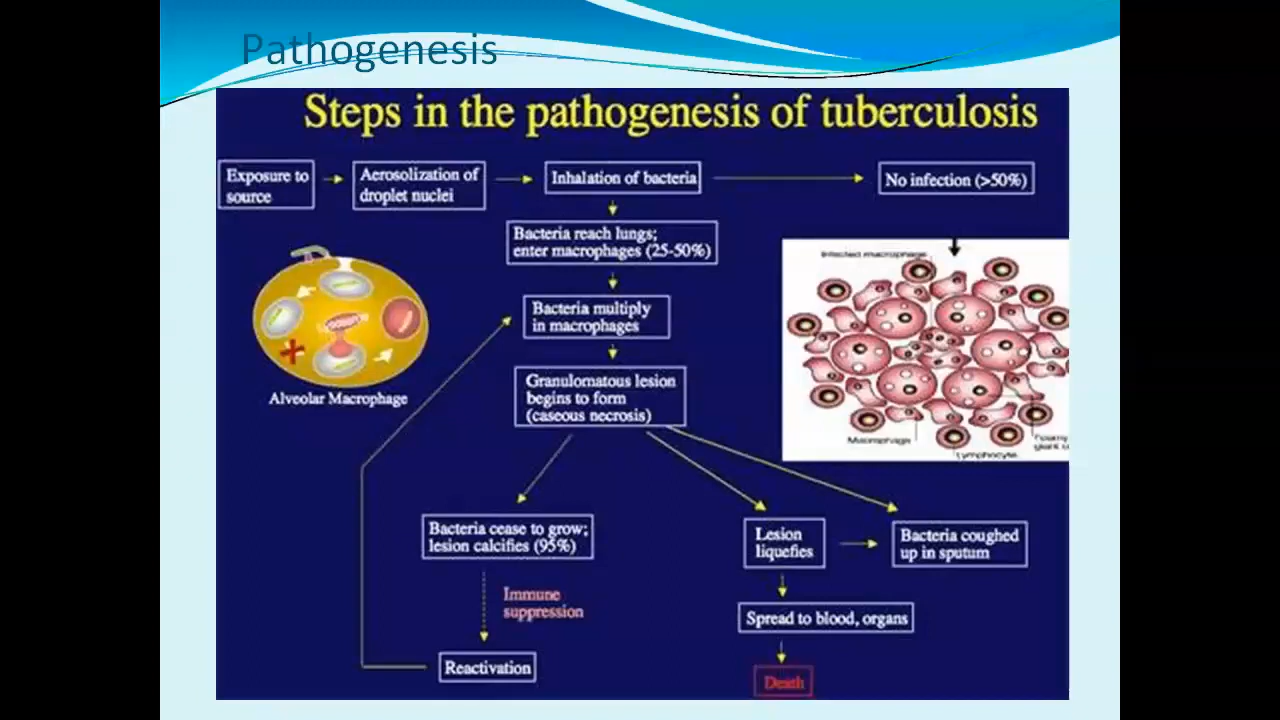 Pathogenesis
Steps in the pathogenesis of tuberculosis
Exposure to
source
Aerosolization of
droplet nuclei
Inhalation of bacteria
No infection (>50%)
Bacteria reach lungs;
enter macrophages (25-50%)
Bacteria multiply
in macrophages
Granulomatous lesion
begins to form
(caseous necrosis)
Alveolar Macrophage
Infected macrophage
Macrophage
Lymphocyte
giant
Bacteria cease to grow;
lesion calcifies (95%)
Lesion
liquefies
Bacteria coughed
up in sputum
Immune
suppression
Spread to blood, organs
Reactivation
Death